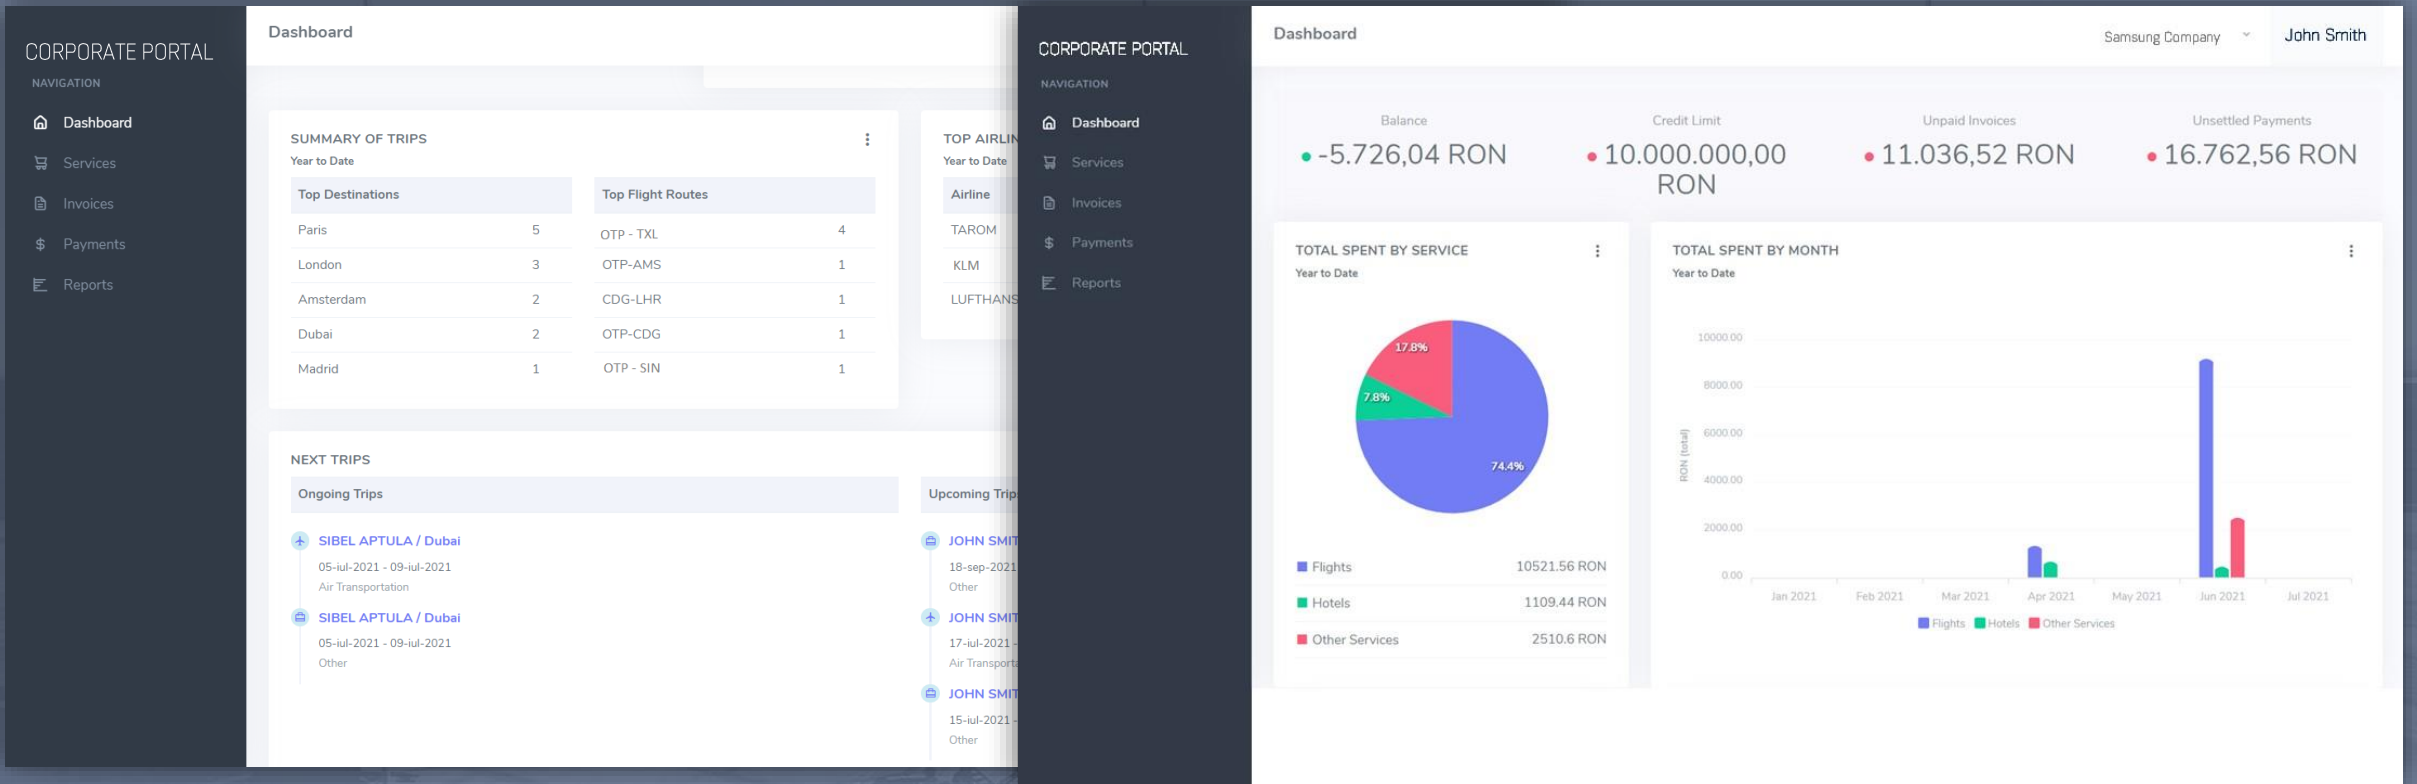 CORPORATE PORTAL
NAVIGATION
Dashboard
Services
Invoices
Payments
Reports
Dashboard
SUMMARY OF TRIPS
Year to Date
Top Destinations
Paris 5
London 3
Amsterdam 2
Dubai 2
Madrid 1
Top Flight Routes
OTP - TXL 4
OTP-AMS 1
CDG-LHR 1
OTP-CDG 1
OTP - SIN 1
TOP AIRLIN
Year to Date
Airline
TAROM
KLM
LUFTHANS
NEXT TRIPS
Ongoing Trips
SIBEL APTULA / Dubai
05-iul-2021 - 09-iul-2021
Air Transportation
SIBEL APTULA / Dubai
05-iul-2021 - 09-iul-2021
Other
Upcoming Trip
JOHN SMIT
18-sep-2021
Other
JOHN SMIT
17-iul-2021 -
Air Transporta
JOHN SMIT
15-iul-2021 -
Other
CORPORATE PORTAL
NAVIGATION
Dashboard
Services
Invoices
Payments
Reports
Dashboard
Samsung Company
John Smith
Balance
-5.726,04 RON
Credit Limit
10.000.000,00
RON
Unpaid Invoices
11.036,52 RON
Unsettled Payments
16.762,56 RON
TOTAL SPENT BY SERVICE
Year to Date
17.8%
7.8%
74.4%
Flights 10521.56 RON
Hotels 1109.44 RON
Other Services 2510.6 RON
TOTAL SPENT BY MONTH
Year to Date
RON (total)
10000.00
8000.00
6000.00
4000.00
2000.00
0.00
Jan 2021 Feb 2021 Mar 2021 Apr 2021 May 2021 Jun 2021 Jul 2021
Flights Hotels Other Services